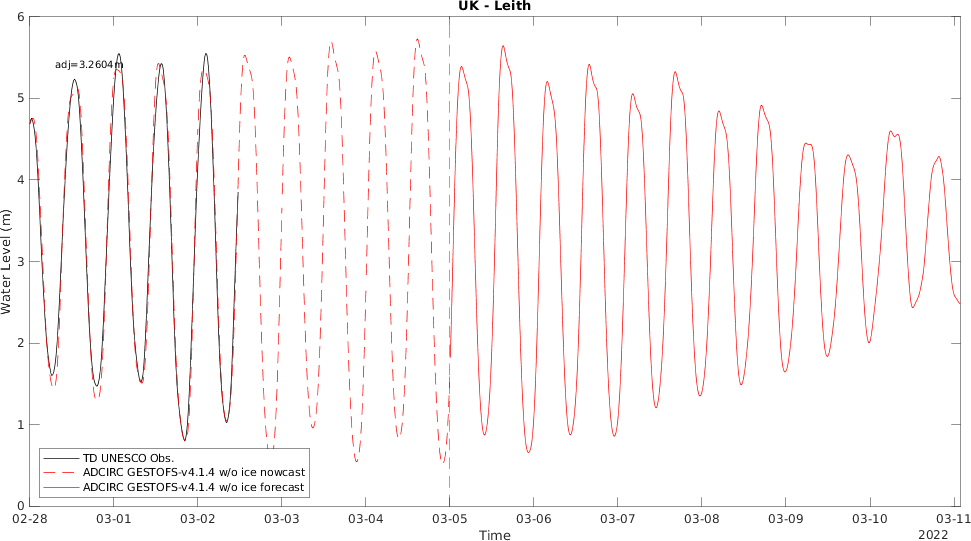 UK - Leith
adj=3.2604m
Water Level (m)
6
5
4
3
2
1
0
TD UNESCO Obs.
ADCIRC GESTOFS-v4.1.4 w/o ice nowcast
ADCIRC GESTOFS-v4.1.4 w/o ice forecast
02-28 03-01 03-02 03-03 03-04 03-05 03-06 03-07 03-08 03-09 03-10 03-11
Time
2022